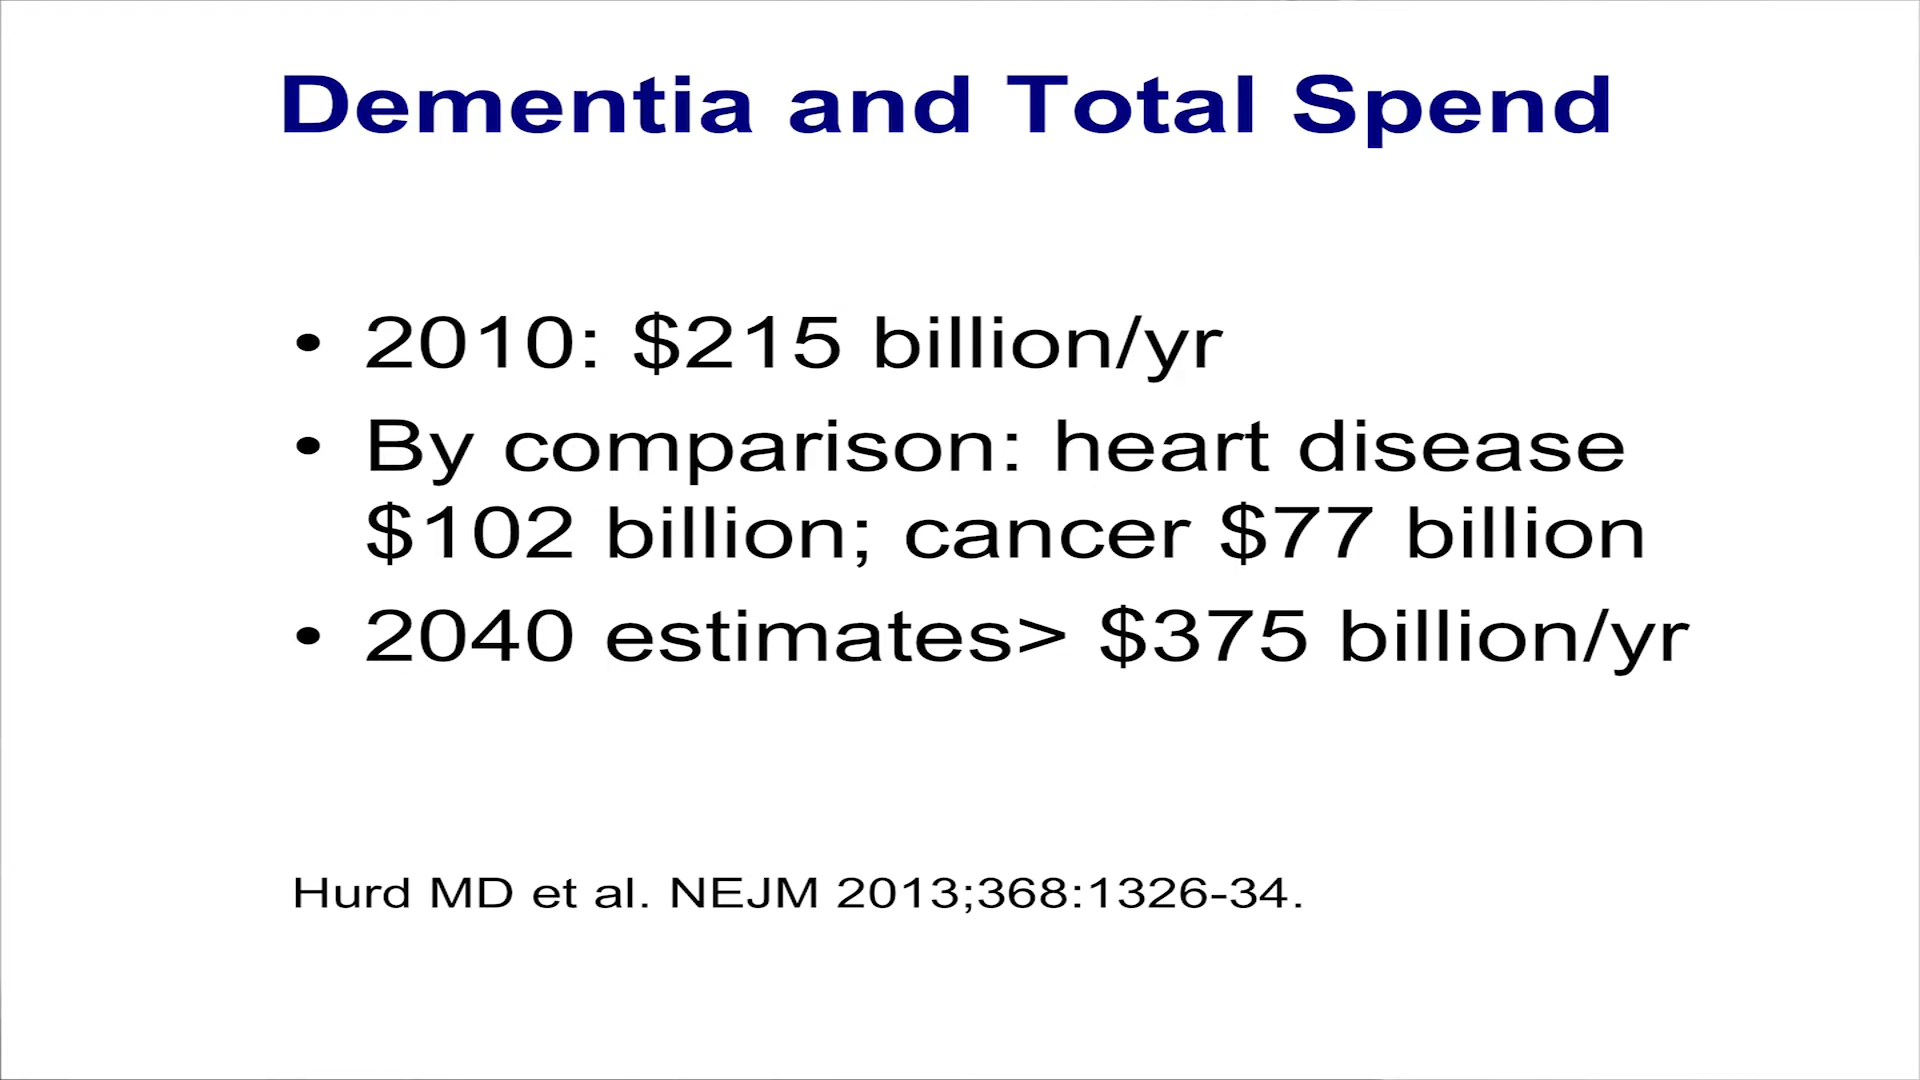 Dementia and Total Spend
• 2010: $215 billion/yr
• By comparison: heart disease
$102 billion; cancer $77 billion
• 2040 estimates> $375 billion/yr
Hurd MD et al. NEJM 2013;368:1326-34.